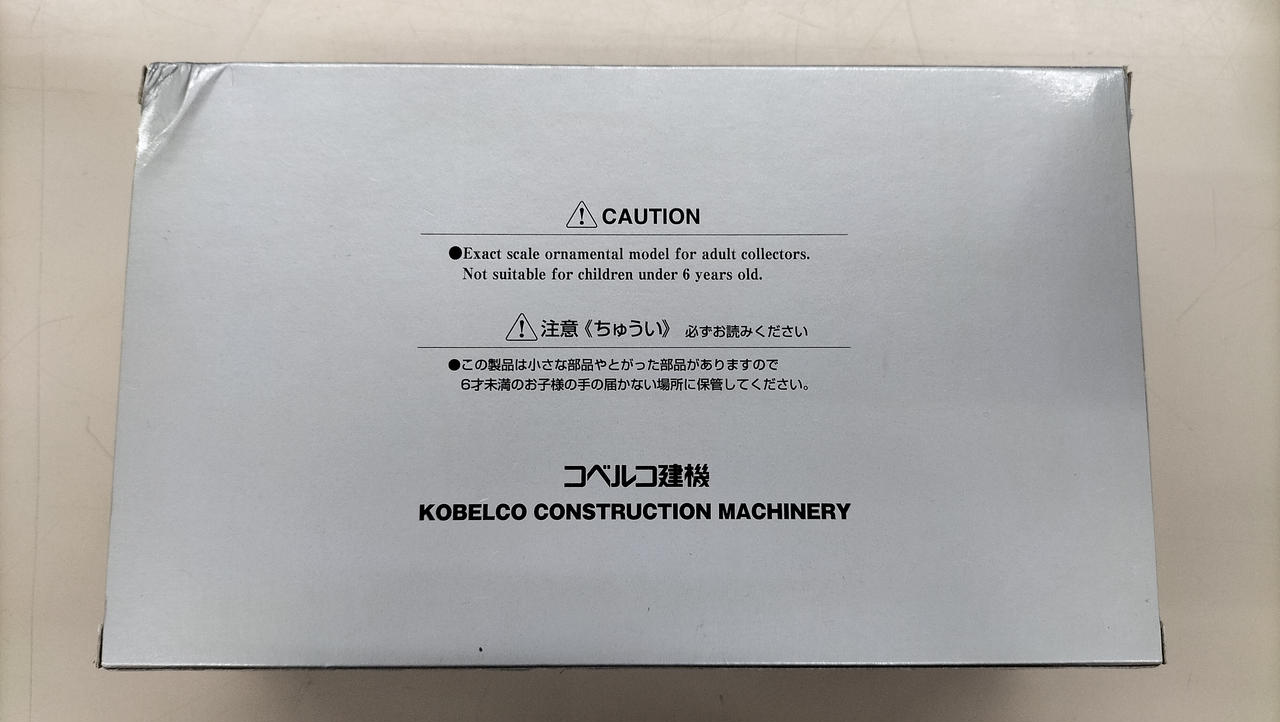 CAUTION
●Exact scale ornamental model for adult collectors.
Not suitable for children under 6 years old.
注意《ちゅうい》 必ずお読みください
●この製品は小さな部品やとがった部品がありますので
6才未満のお子様の手の届かない場所に保管してください。
コベルコ建機
KOBELCO CONSTRUCTION MACHINERY